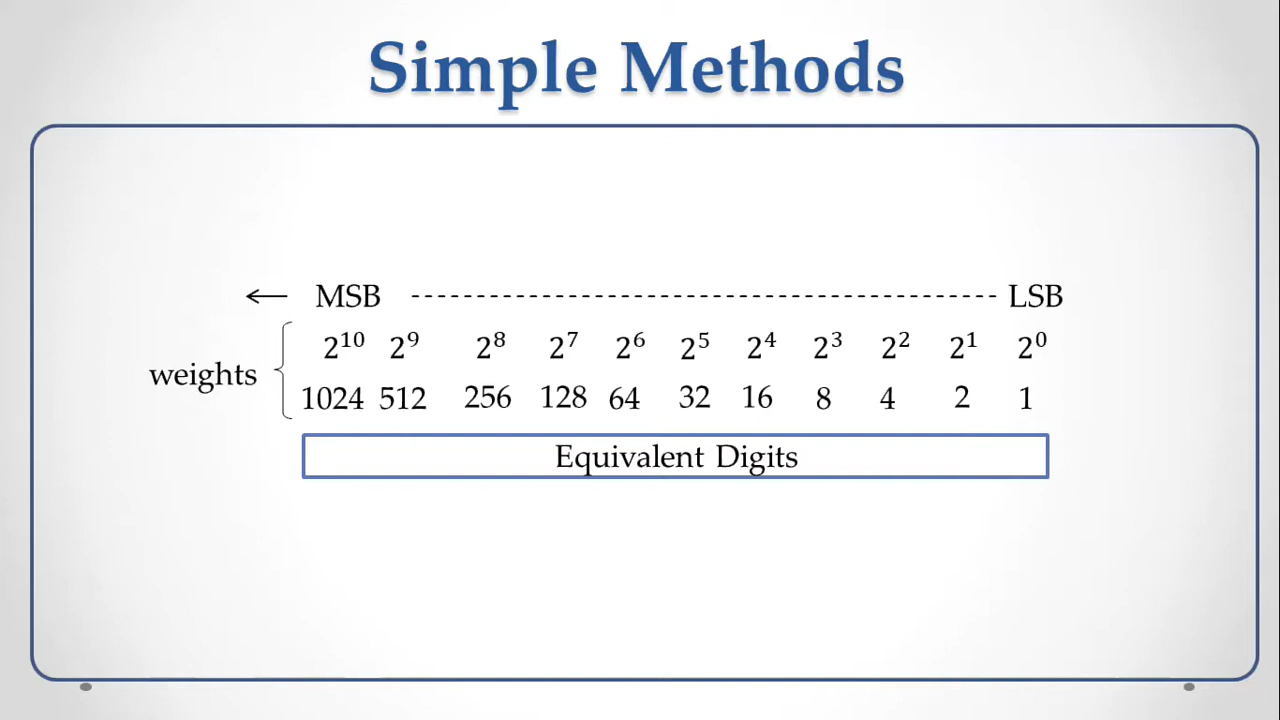 Simple Methods
← MSB ----------------------------------------------------- LSB
2¹⁰ 2⁹ 2⁸ 2⁷ 2⁶ 2⁵ 2⁴ 2³ 2² 2¹ 2⁰
weights
1024 512 256 128 64 32 16 8 4 2 1
Equivalent Digits